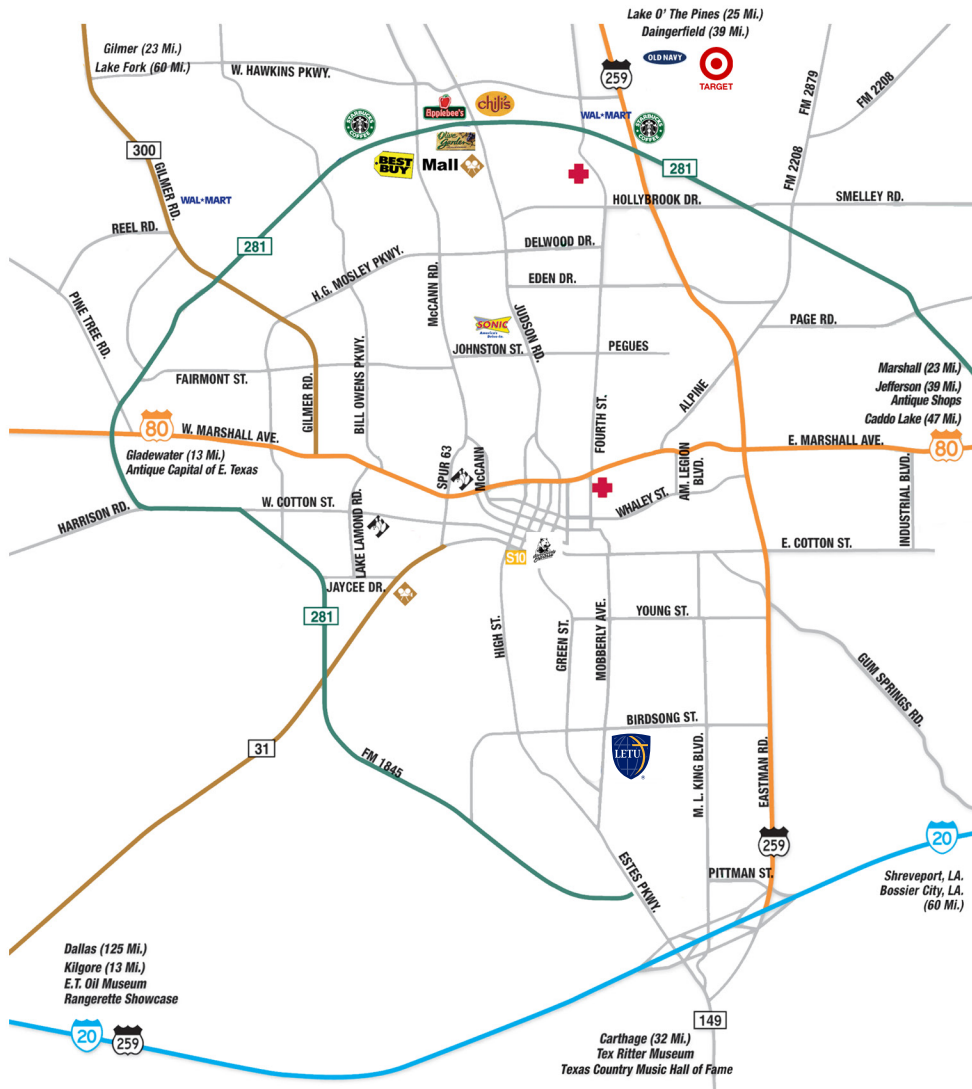 Lake O' The Pines (25 Mi.)
Daingerfield (39 Mi.)
Gilmer (23 Mi.)
Lake Fork (60 Mi.)
OLD NAVY
TARGET
259
W. HAWKINS PKWY.
FM 2879
FM 2208
FM 2208
Applebee's
chili's
STARBUCKS COFFEE
WAL★MART
STARBUCKS COFFEE
Olive Garden
BEST BUY
Mall
300
GILMER RD.
281
WAL★MART
HOLLYBROOK DR.
SMELLEY RD.
REEL RD.
281
DELWOOD DR.
H.G. MOSLEY PKWY.
McCANN RD.
EDEN DR.
PINE TREE RD.
JUDSON RD.
SONIC
America's Drive-In.
PAGE RD.
JOHNSTON ST.
PEGUES
BILL OWENS PKWY.
FAIRMONT ST.
GILMER RD.
ALPINE
FOURTH ST.
Marshall (23 Mi.)
Jefferson (39 Mi.)
Antique Shops
Caddo Lake (47 Mi.)
80
W. MARSHALL AVE.
E. MARSHALL AVE.
80
Gladewater (13 Mi.)
Antique Capital of E. Texas
SPUR 63
McCANN
AM. LEGION
BLVD.
WHALEY ST.
INDUSTRIAL BLVD.
HARRISON RD.
W. COTTON ST.
LAKE LAMOND RD.
E. COTTON ST.
S10
JAYCEE DR.
281
YOUNG ST.
HIGH ST.
GREEN ST.
MOBBERLY AVE.
GUM SPRINGS RD.
BIRDSONG ST.
31
FM 1845
LETU
®
M. L. KING BLVD.
EASTMAN RD.
259
20
ESTES PKWY.
PITTMAN ST.
Shreveport, LA.
Bossier City, LA.
(60 Mi.)
Dallas (125 Mi.)
Kilgore (13 Mi.)
E.T. Oil Museum
Rangerette Showcase
20
259
149
Carthage (32 Mi.)
Tex Ritter Museum
Texas Country Music Hall of Fame